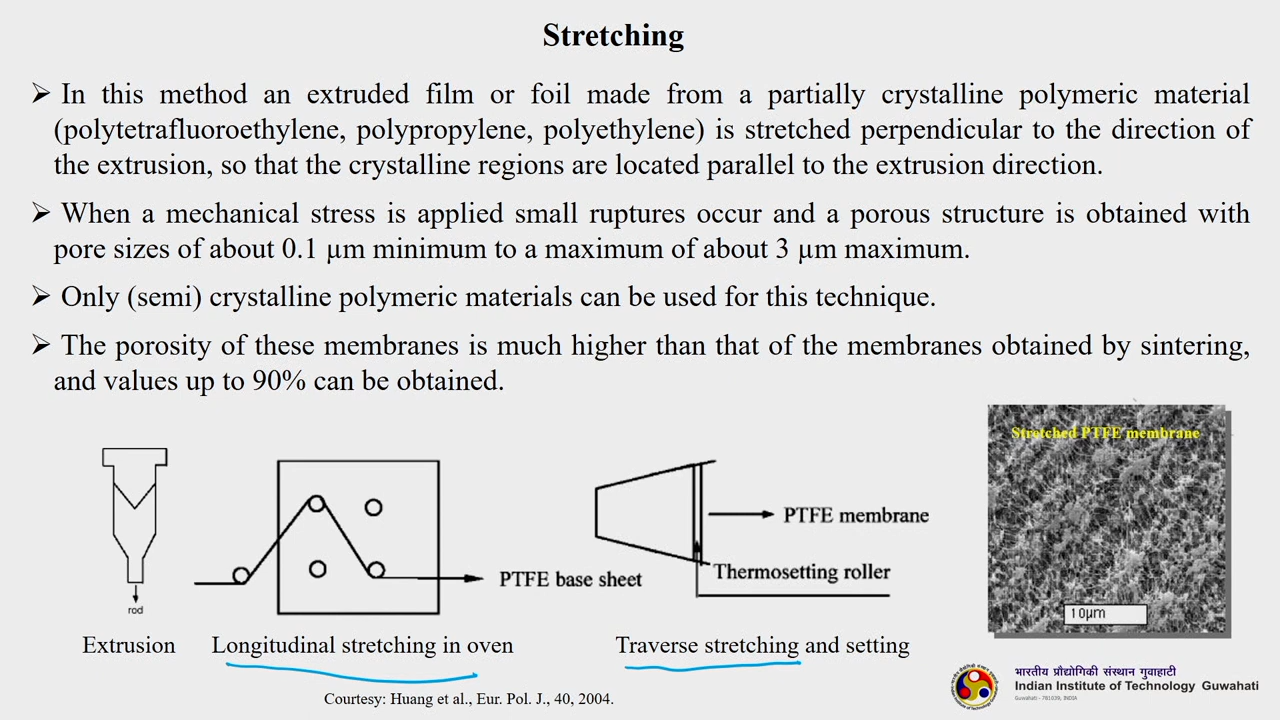 Stretching
➢ In this method an extruded film or foil made from a partially crystalline polymeric material
(polytetrafluoroethylene, polypropylene, polyethylene) is stretched perpendicular to the direction of
the extrusion, so that the crystalline regions are located parallel to the extrusion direction.
➢ When a mechanical stress is applied small ruptures occur and a porous structure is obtained with
pore sizes of about 0.1 µm minimum to a maximum of about 3 µm maximum.
➢ Only (semi) crystalline polymeric materials can be used for this technique.
➢ The porosity of these membranes is much higher than that of the membranes obtained by sintering,
and values up to 90% can be obtained.
Stretched PTFE membrane
PTFE membrane
Thermosetting roller
PTFE base sheet
rod
10µm
Extrusion
Longitudinal stretching in oven
Traverse stretching and setting
Courtesy: Huang et al., Eur. Pol. J., 40, 2004.
भारतीय प्रौद्योगिकी संस्थान गुवाहाटी
Indian Institute of Technology Guwahati
Guwahati - 781039, INDIA